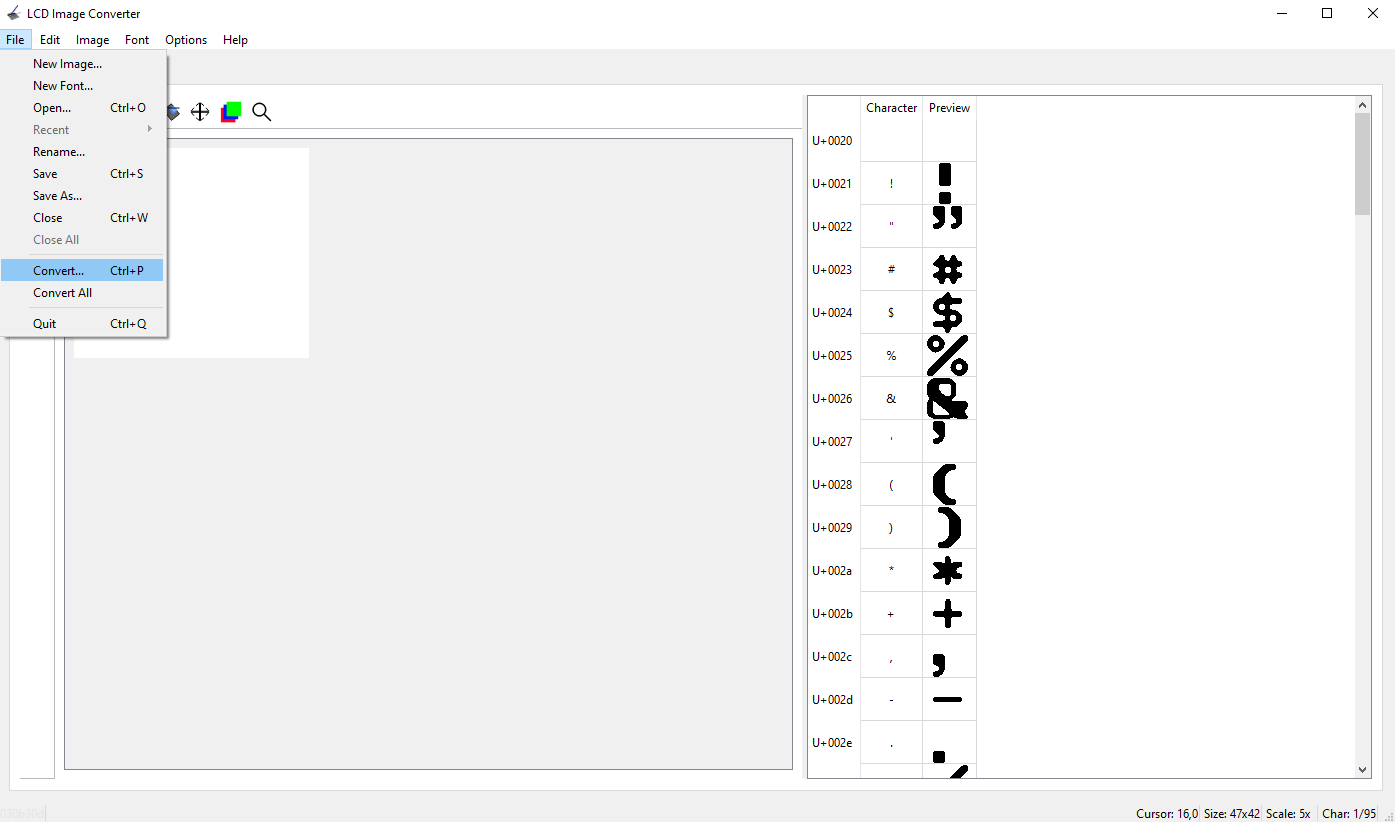 LCD Image Converter
File Edit Image Font Options Help
New Image...
New Font...
Open... Ctrl+O
Recent
Rename...
Save Ctrl+S
Save As...
Close Ctrl+W
Close All
Convert... Ctrl+P
Convert All
Quit Ctrl+Q
Character Preview
U+0020
U+0021 ! !
U+0022 " "
U+0023 # #
U+0024 $ $
U+0025 % %
U+0026 & &
U+0027 ' '
U+0028 ( (
U+0029 ) )
U+002a * *
U+002b + +
U+002c , ,
U+002d - -
U+002e . .
Cursor: 16,0 Size: 47x42 Scale: 5x Char: 1/95